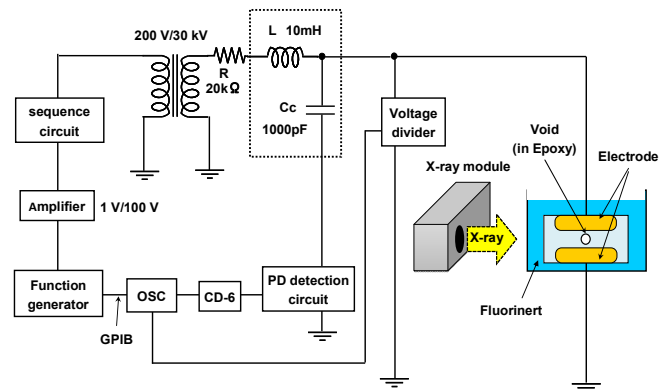 200 V/30 kV
L 10mH
R
20kΩ
Cc
1000pF
sequence
circuit
Voltage
divider
Void
(in Epoxy)
Electrode
X-ray module
Amplifier
1 V/100 V
X-ray
Function
generator
OSC
CD-6
PD detection
circuit
GPIB
Fluorinert